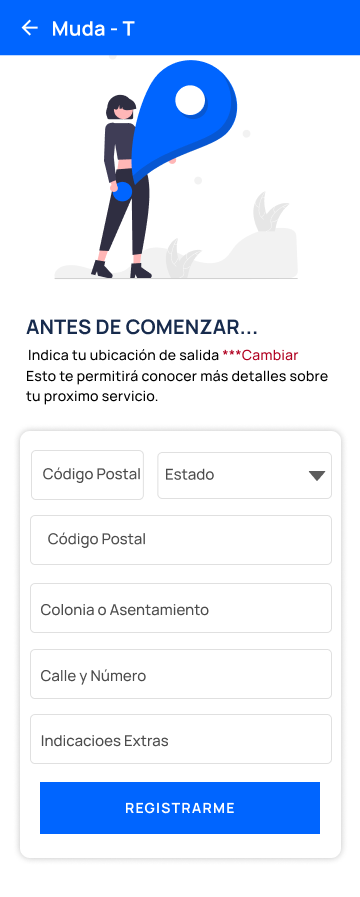 Muda - T
ANTES DE COMENZAR...
Indica tu ubicación de salida ***Cambiar
Esto te permitirá conocer más detalles sobre
tu proximo servicio.
Código Postal
Estado
Código Postal
Colonia o Asentamiento
Calle y Número
Indicacioes Extras
REGISTRARME